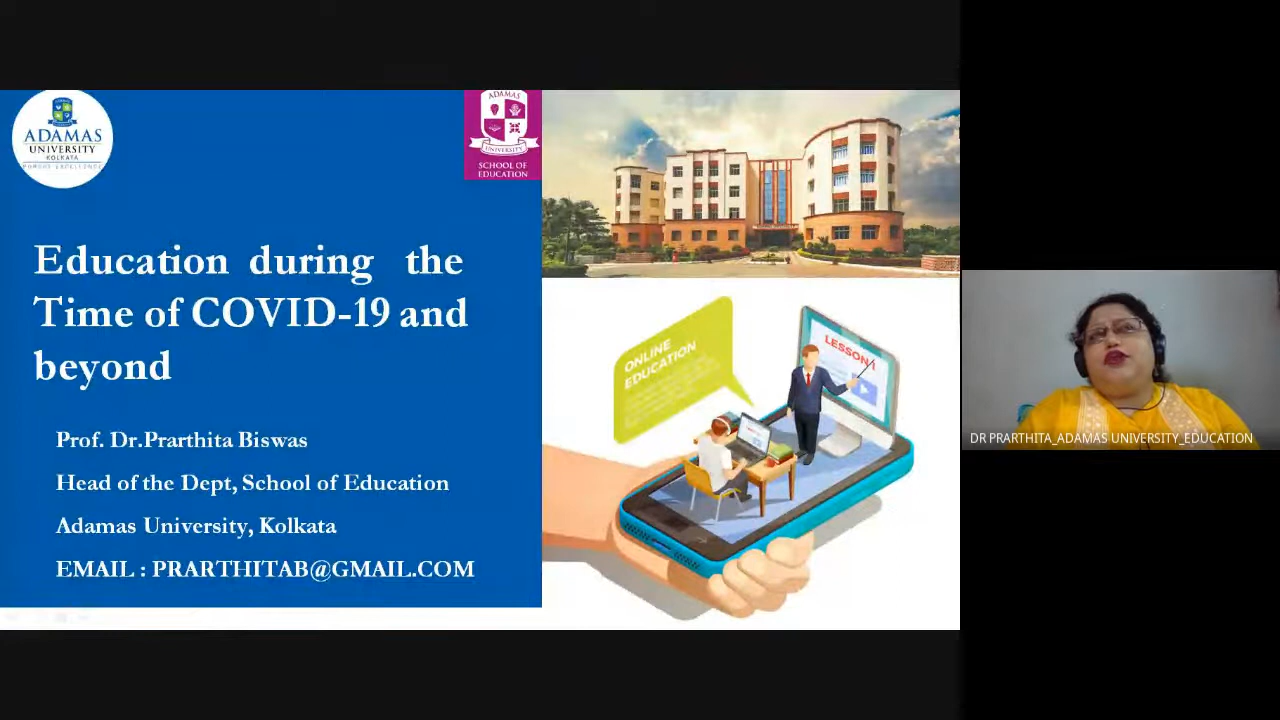 ADAMAS
UNIVERSITY
KOLKATA
ADAMAS
UNIVERSITY
SCHOOL OF
EDUCATION
Education during the
Time of COVID-19 and
beyond
Prof. Dr.Prarthita Biswas
Head of the Dept, School of Education
Adamas University, Kolkata
EMAIL : PRARTHITAB@GMAIL.COM
ONLINE
EDUCATION
LESSON 1
DR PRARTHITA_ADAMAS UNIVERSITY_EDUCATION